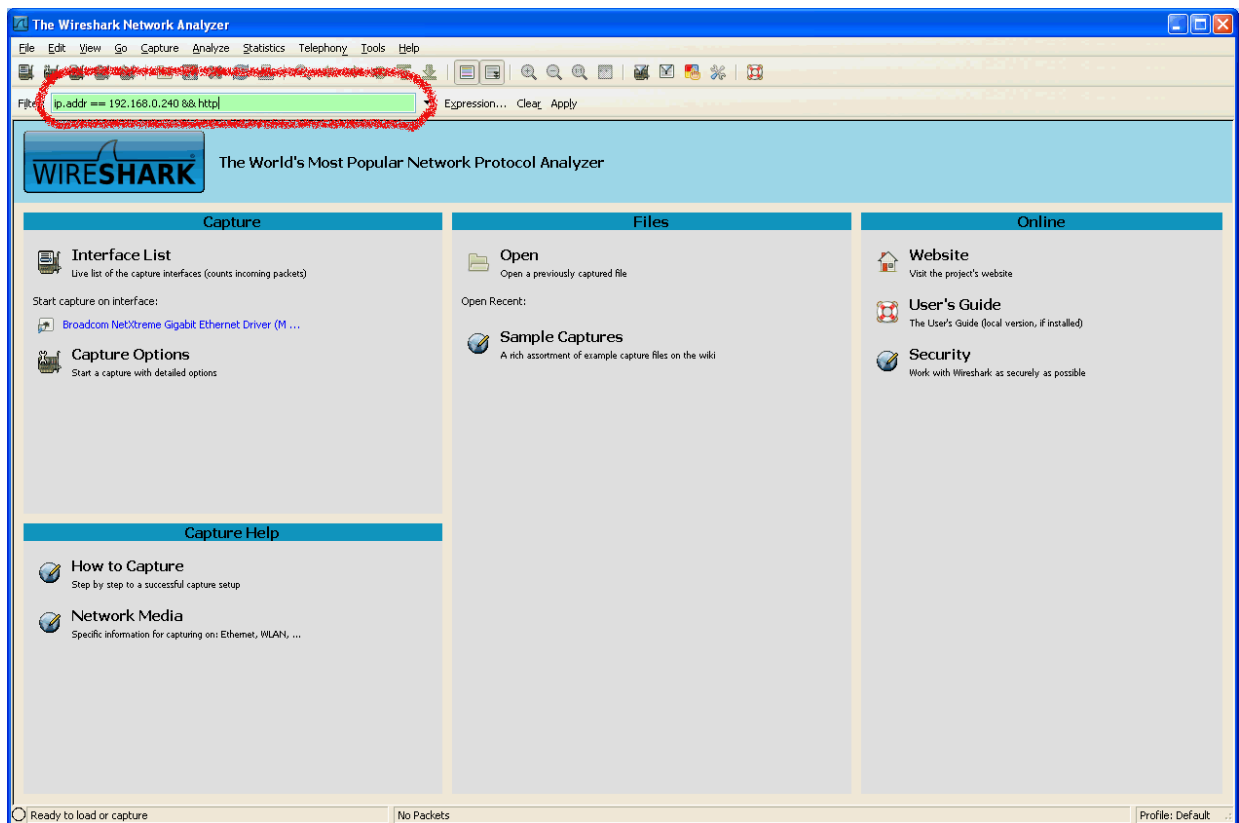 The Wireshark Network Analyzer
File Edit View Go Capture Analyze Statistics Telephony Tools Help
ip.addr == 192.168.0.240 && http Expression... Clear Apply
WIRESHARK The World's Most Popular Network Protocol Analyzer
Capture
Interface List
Live list of the capture interfaces (counts incoming packets)
Start capture on interface:
Broadcom NetXtreme Gigabit Ethernet Driver (M ...
Capture Options
Start a capture with detailed options
Capture Help
How to Capture
Step by step to a successful capture setup
Network Media
Specific information for capturing on: Ethernet, WLAN, ...
Files
Open
Open a previously captured file
Open Recent:
Sample Captures
A rich assortment of example capture files on the wiki
Online
Website
Visit the project's website
User's Guide
The User's Guide (local version, if installed)
Security
Work with Wireshark as securely as possible
Ready to load or capture No Packets Profile: Default